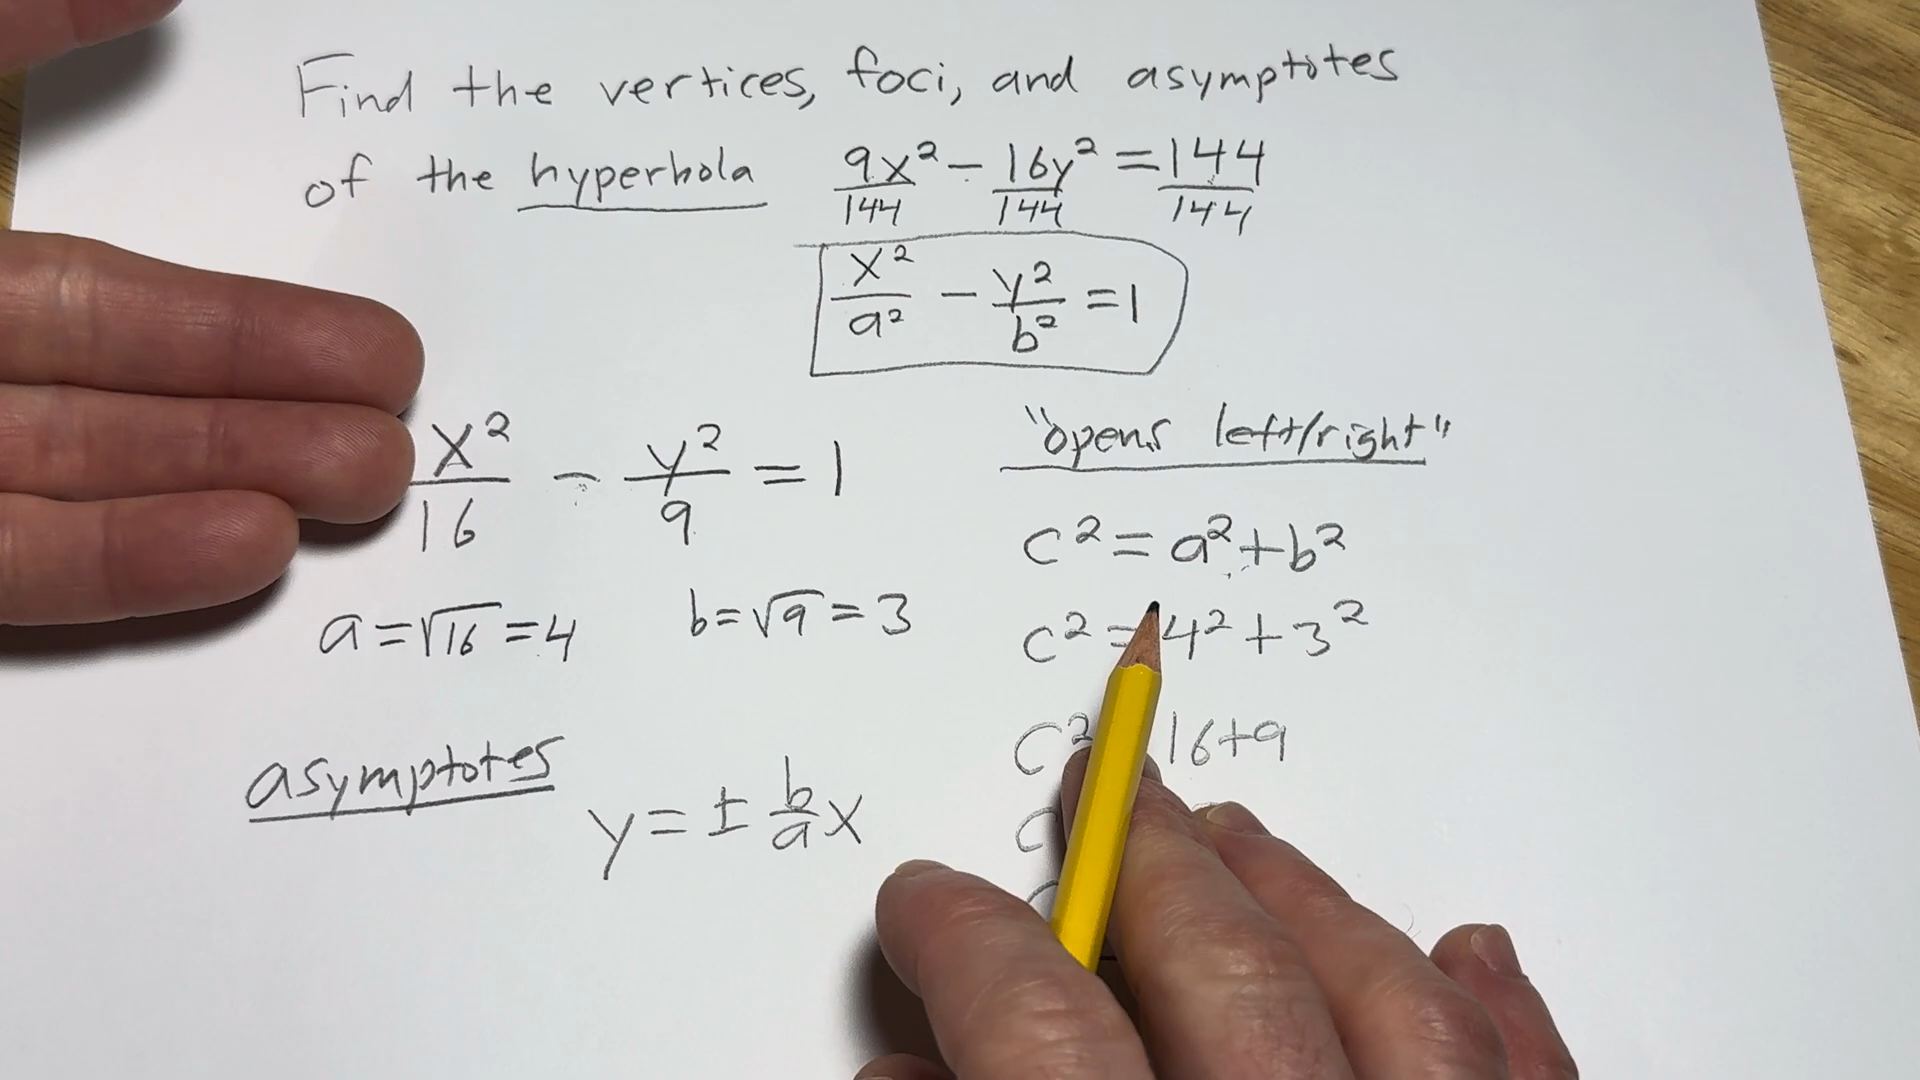 Find the vertices, foci, and asymptotes
of the hyperbola 9x²/144 - 16y²/144 = 144/144
x²/a² - y²/b² = 1
x²/16 - y²/9 = 1
a = √16 = 4 b = √9 = 3
asymptotes y = ± b/a x
"opens left/right"
c² = a² + b²
c² = 4² + 3²
c² 16+9
c